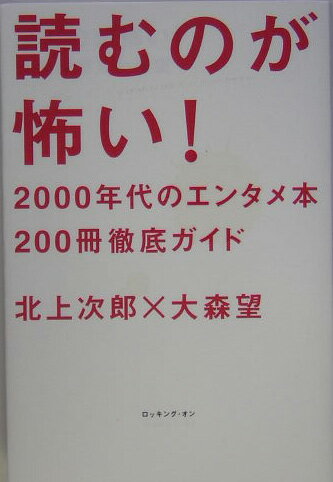 読むのが
怖い！
2000年代のエンタメ本
200冊徹底ガイド
北上次郎×大森望
ロッキング・オン